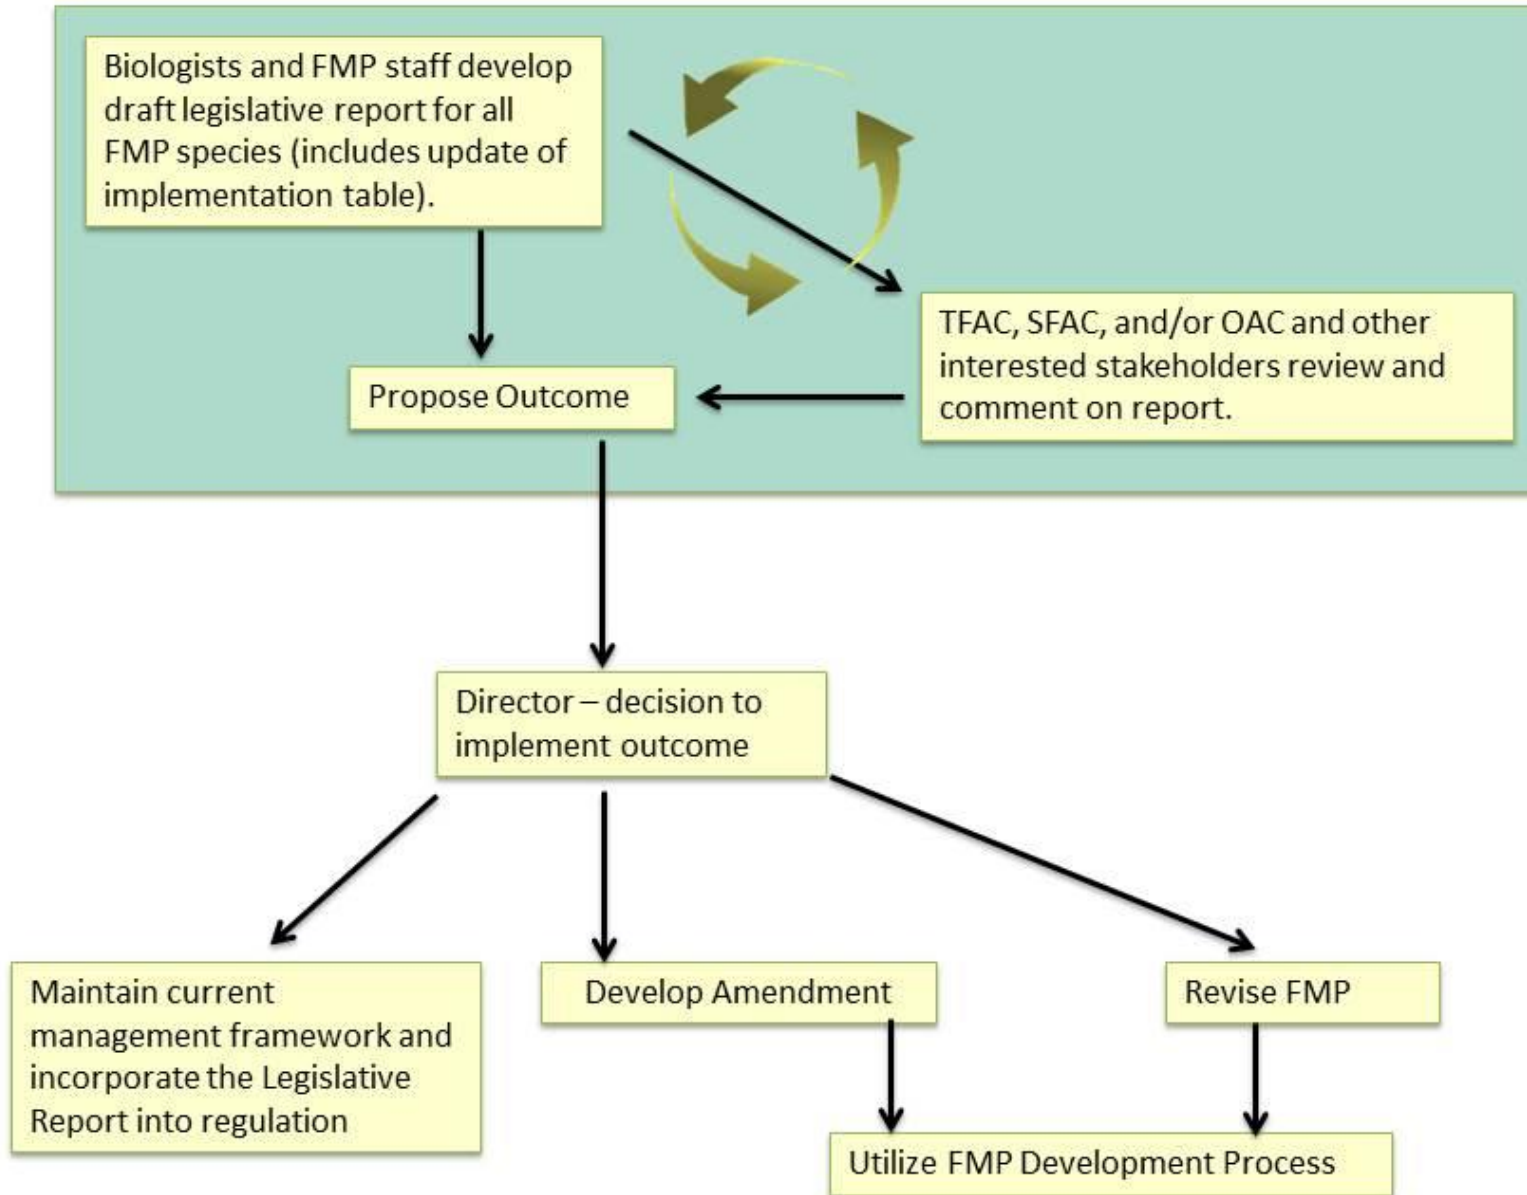 Biologists and FMP staff develop
draft legislative report for all
FMP species (includes update of
implementation table).
TFAC, SFAC, and/or OAC and other
interested stakeholders review and
comment on report.
Propose Outcome
Director – decision to
implement outcome
Maintain current
management framework and
incorporate the Legislative
Report into regulation
Develop Amendment
Revise FMP
Utilize FMP Development Process